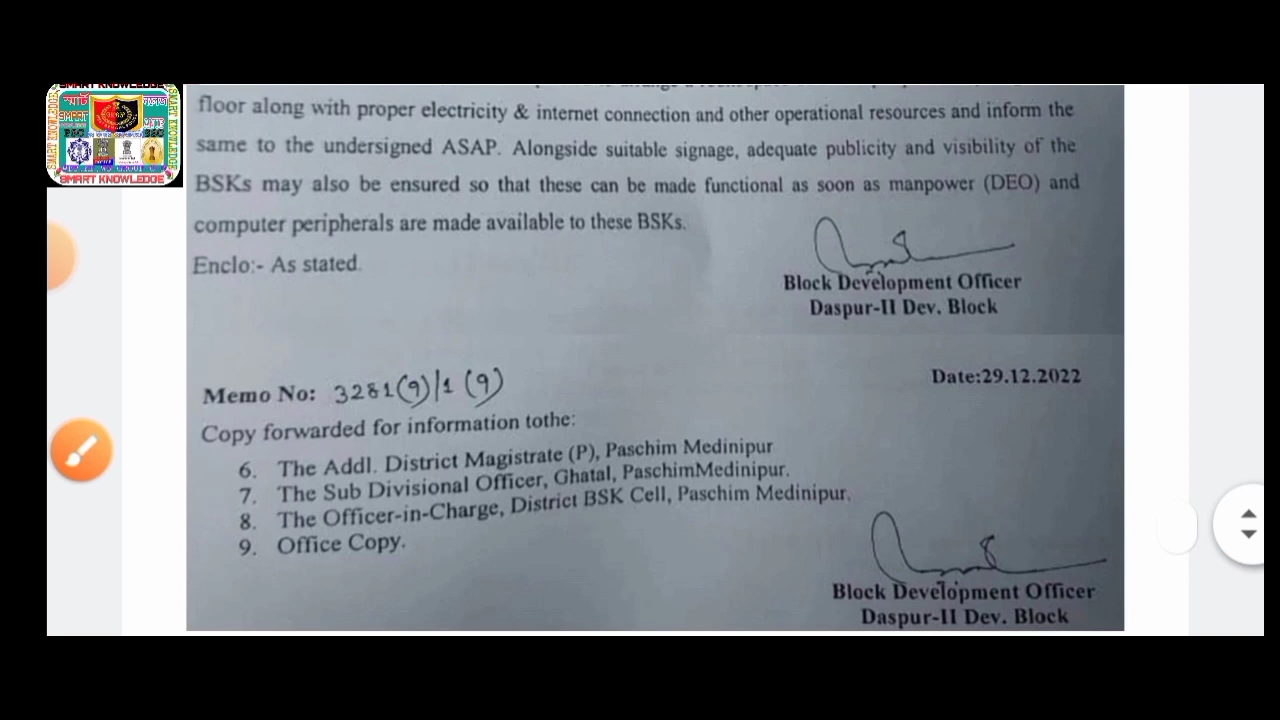 SMART KNOWLEDGE
SMART KNOWLEDGE
floor along with proper electricity & internet connection and other operational resources and inform the
same to the undersigned ASAP. Alongside suitable signage, adequate publicity and visibility of the
BSKs may also be ensured so that these can be made functional as soon as manpower (DEO) and
computer peripherals are made available to these BSKs.
Enclo:- As stated.
Block Development Officer
Daspur-II Dev. Block
Memo No: 3281(9)/1 (9)
Date:29.12.2022
Copy forwarded for information tothe:
6. The Addl. District Magistrate (P), Paschim Medinipur
7. The Sub Divisional Officer, Ghatal, PaschimMedinipur.
8. The Officer-in-Charge, District BSK Cell, Paschim Medinipur.
9. Office Copy.
Block Development Officer
Daspur-II Dev. Block